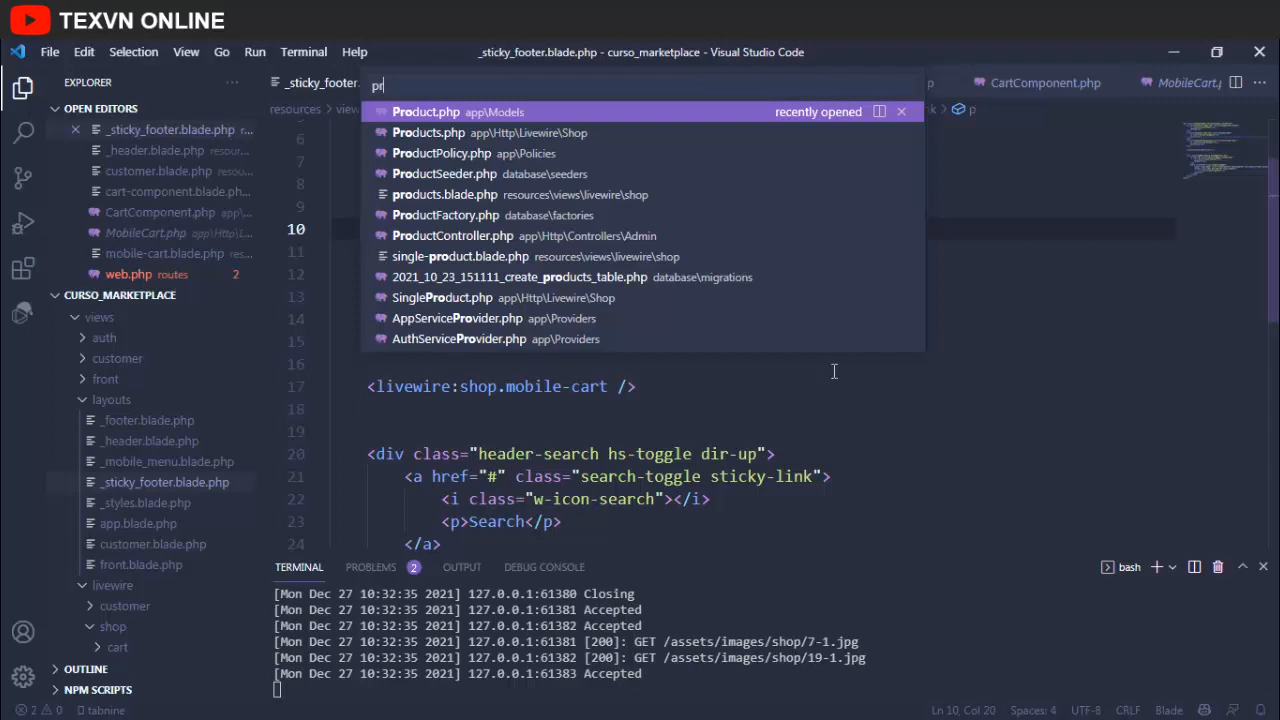 TEXVN ONLINE
File Edit Selection View Go Run Terminal Help
_sticky_footer.blade.php - curso_marketplace - Visual Studio Code
EXPLORER
OPEN EDITORS
_sticky_footer.blade.php r...
_header.blade.php resour...
customer.blade.php resou...
cart-component.blade.ph...
CartComponent.php app\...
MobileCart.php app\Http\L...
mobile-cart.blade.php res...
web.php routes 2
CURSO_MARKETPLACE
views
auth
customer
front
layouts
_footer.blade.php
_header.blade.php
_mobile_menu.blade.php
_sticky_footer.blade.php
_styles.blade.php
app.blade.php
customer.blade.php
front.blade.php
livewire
customer
shop
cart
OUTLINE
NPM SCRIPTS
_sticky_footer. p CartComponent.php MobileCart.p
resources > view nk > p
pr
Product.php app\Models recently opened
Products.php app\Http\Livewire\Shop
ProductPolicy.php app\Policies
ProductSeeder.php database\seeders
products.blade.php resources\views\livewire\shop
ProductFactory.php database\factories
ProductController.php app\Http\Controllers\Admin
single-product.blade.php resources\views\livewire\shop
2021_10_23_151111_create_products_table.php database\migrations
SingleProduct.php app\Http\Livewire\Shop
AppServiceProvider.php app\Providers
AuthServiceProvider.php app\Providers
6
7
8
9
10
11
12
13
14
15
16
17 <livewire:shop.mobile-cart />
18
19
20 <div class="header-search hs-toggle dir-up">
21 <a href="#" class="search-toggle sticky-link">
22 <i class="w-icon-search"></i>
23 <p>Search</p>
24 </a>
TERMINAL PROBLEMS 2 OUTPUT DEBUG CONSOLE bash
[Mon Dec 27 10:32:35 2021] 127.0.0.1:61380 Closing
[Mon Dec 27 10:32:35 2021] 127.0.0.1:61381 Accepted
[Mon Dec 27 10:32:35 2021] 127.0.0.1:61382 Accepted
[Mon Dec 27 10:32:35 2021] 127.0.0.1:61381 [200]: GET /assets/images/shop/7-1.jpg
[Mon Dec 27 10:32:35 2021] 127.0.0.1:61382 [200]: GET /assets/images/shop/19-1.jpg
[Mon Dec 27 10:32:35 2021] 127.0.0.1:61383 Accepted
2 0 tabnine Ln 10, Col 20 Spaces: 4 UTF-8 CRLF Blade